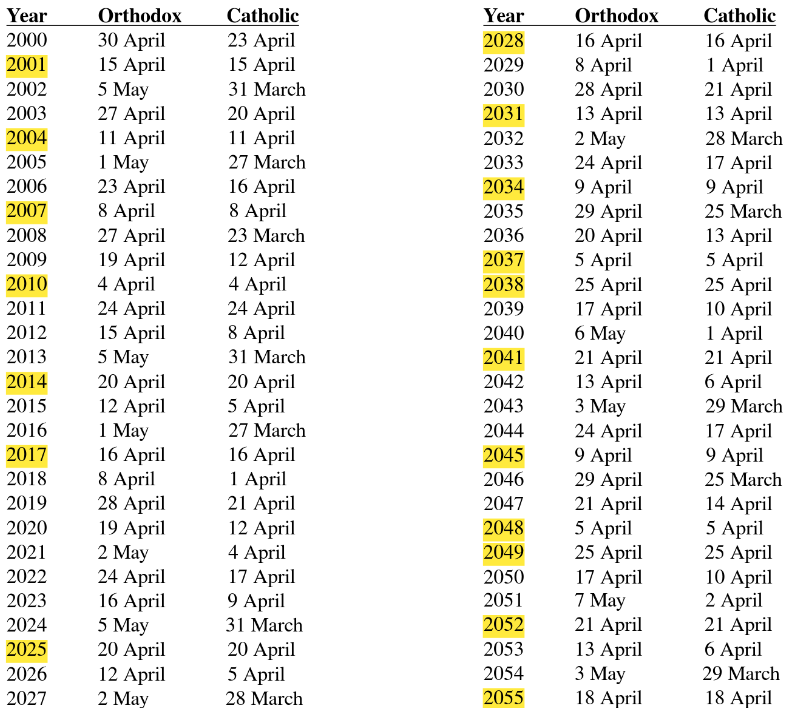 Year Orthodox Catholic
2000 30 April 23 April
2001 15 April 15 April
2002 5 May 31 March
2003 27 April 20 April
2004 11 April 11 April
2005 1 May 27 March
2006 23 April 16 April
2007 8 April 8 April
2008 27 April 23 March
2009 19 April 12 April
2010 4 April 4 April
2011 24 April 24 April
2012 15 April 8 April
2013 5 May 31 March
2014 20 April 20 April
2015 12 April 5 April
2016 1 May 27 March
2017 16 April 16 April
2018 8 April 1 April
2019 28 April 21 April
2020 19 April 12 April
2021 2 May 4 April
2022 24 April 17 April
2023 16 April 9 April
2024 5 May 31 March
2025 20 April 20 April
2026 12 April 5 April
2027 2 May 28 March
Year Orthodox Catholic
2028 16 April 16 April
2029 8 April 1 April
2030 28 April 21 April
2031 13 April 13 April
2032 2 May 28 March
2033 24 April 17 April
2034 9 April 9 April
2035 29 April 25 March
2036 20 April 13 April
2037 5 April 5 April
2038 25 April 25 April
2039 17 April 10 April
2040 6 May 1 April
2041 21 April 21 April
2042 13 April 6 April
2043 3 May 29 March
2044 24 April 17 April
2045 9 April 9 April
2046 29 April 25 March
2047 21 April 14 April
2048 5 April 5 April
2049 25 April 25 April
2050 17 April 10 April
2051 7 May 2 April
2052 21 April 21 April
2053 13 April 6 April
2054 3 May 29 March
2055 18 April 18 April